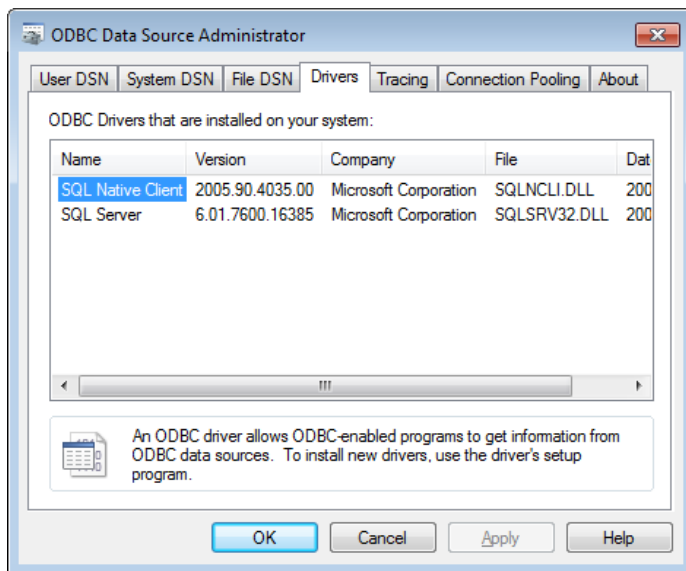 ODBC Data Source Administrator
User DSN System DSN File DSN Drivers Tracing Connection Pooling About
ODBC Drivers that are installed on your system:
Name Version Company File Dat
SQL Native Client 2005.90.4035.00 Microsoft Corporation SQLNCLI.DLL 200
SQL Server 6.01.7600.16385 Microsoft Corporation SQLSRV32.DLL 200
An ODBC driver allows ODBC-enabled programs to get information from
ODBC data sources. To install new drivers, use the driver's setup
program.
OK Cancel Apply Help